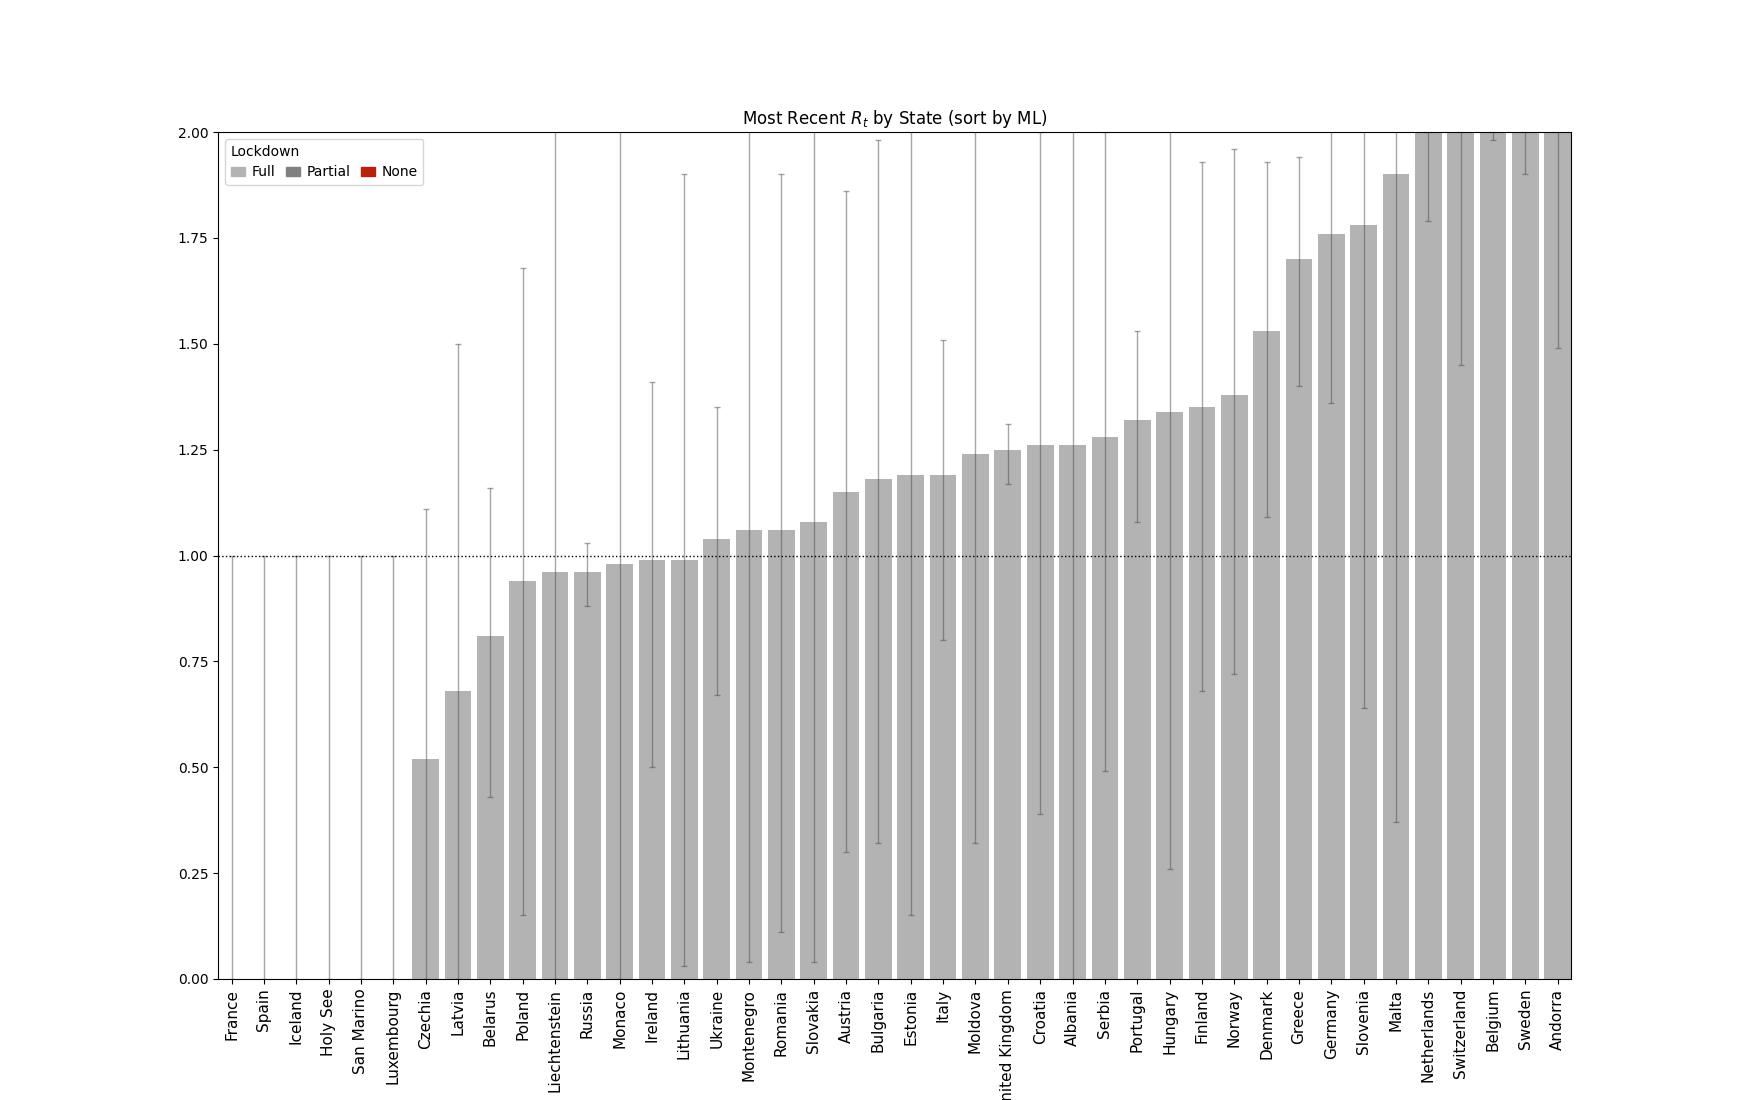 Most Recent Rt by State (sort by ML)
Lockdown
Full Partial None
2.00
1.75
1.50
1.25
1.00
0.75
0.50
0.25
0.00
France
Spain
Iceland
Holy See
San Marino
Luxembourg
Czechia
Latvia
Belarus
Poland
Liechtenstein
Russia
Monaco
Ireland
Lithuania
Ukraine
Montenegro
Romania
Slovakia
Austria
Bulgaria
Estonia
Italy
Moldova
nited Kingdom
Croatia
Albania
Serbia
Portugal
Hungary
Finland
Norway
Denmark
Greece
Germany
Slovenia
Malta
Netherlands
Switzerland
Belgium
Sweden
Andorra